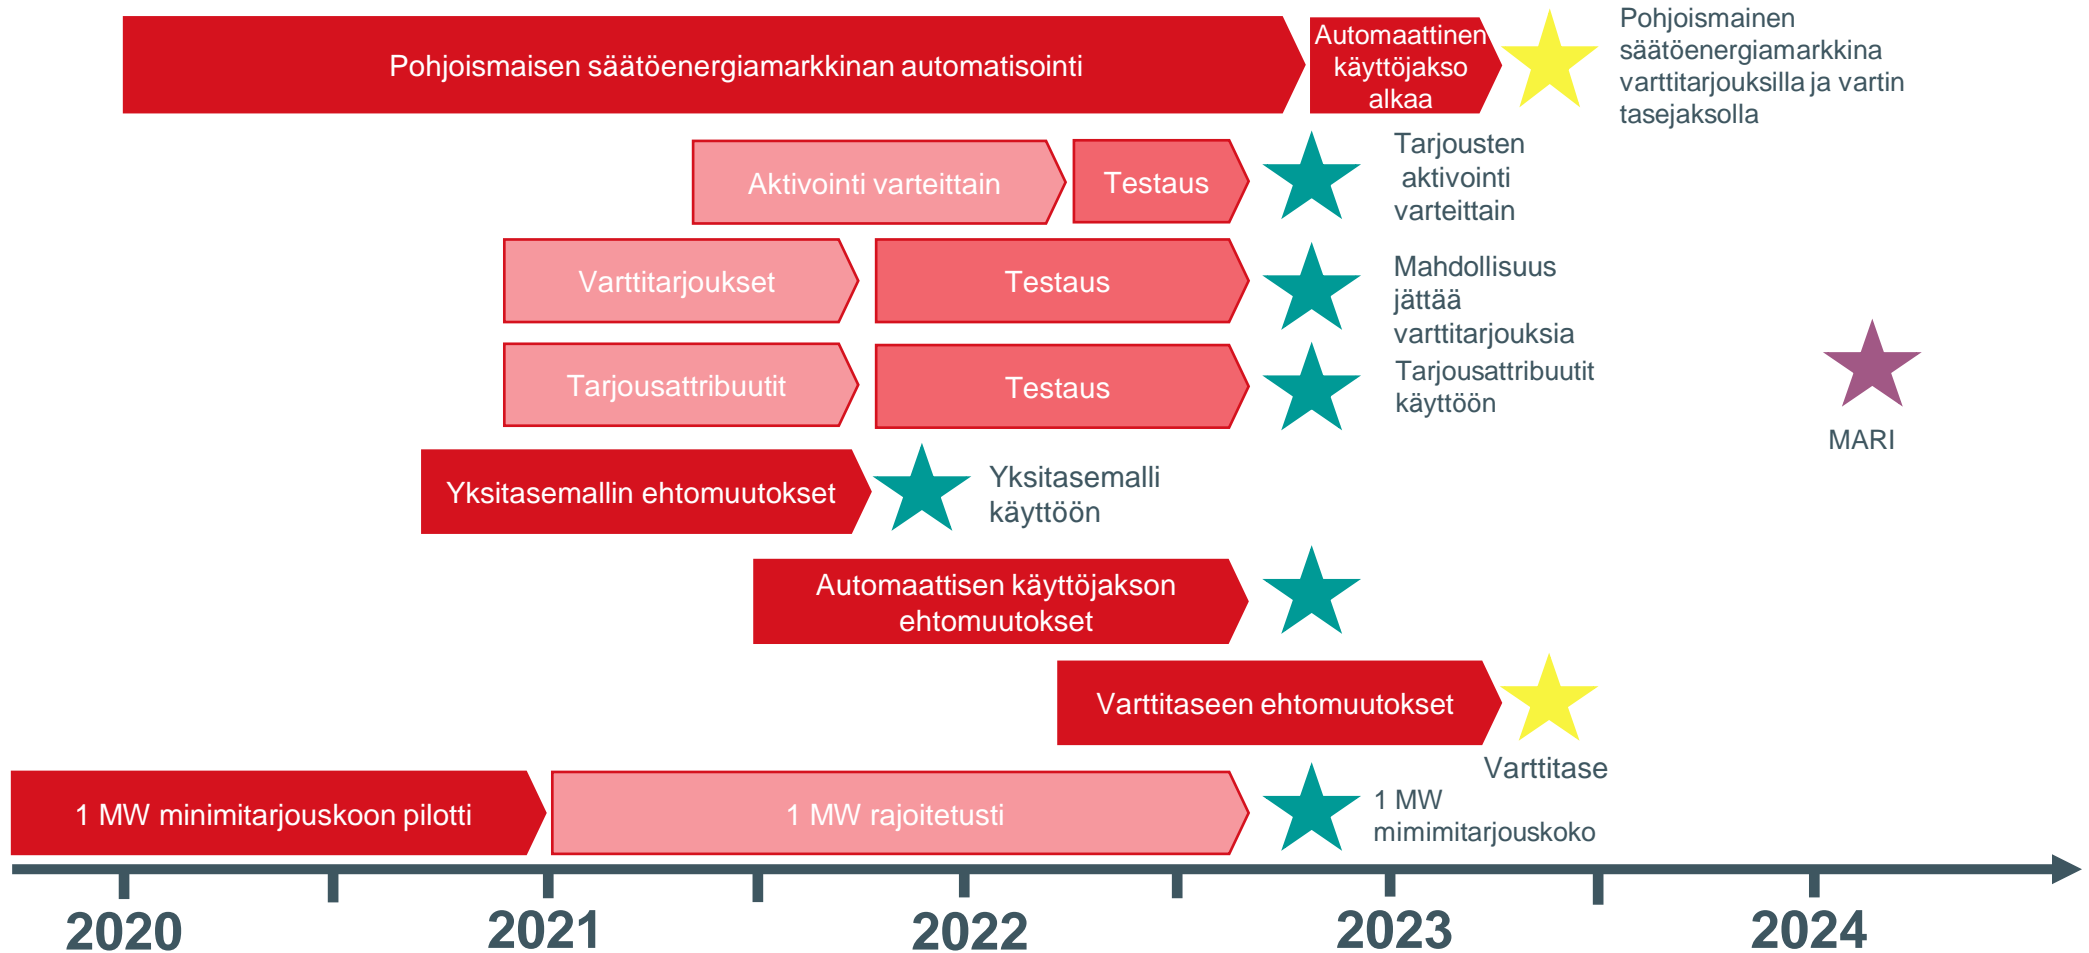 Pohjoismaisen säätöenergiamarkkinan automatisointi
Automaattinen
käyttöjakso
alkaa
Pohjoismainen
säätöenergiamarkkina
varttitarjouksilla ja vartin
tasejaksolla
Aktivointi varteittain
Testaus
Tarjousten
aktivointi
varteittain
Varttitarjoukset
Testaus
Mahdollisuus
jättää
varttitarjouksia
Tarjousattribuutit
Testaus
Tarjousattribuutit
käyttöön
MARI
Yksitasemallin ehtomuutokset
Yksitasemalli
käyttöön
Automaattisen käyttöjakson
ehtomuutokset
Varttitaseen ehtomuutokset
Varttitase
1 MW minimitarjouskoon pilotti
1 MW rajoitetusti
1 MW
mimimitarjouskoko
2020
2021
2022
2023
2024